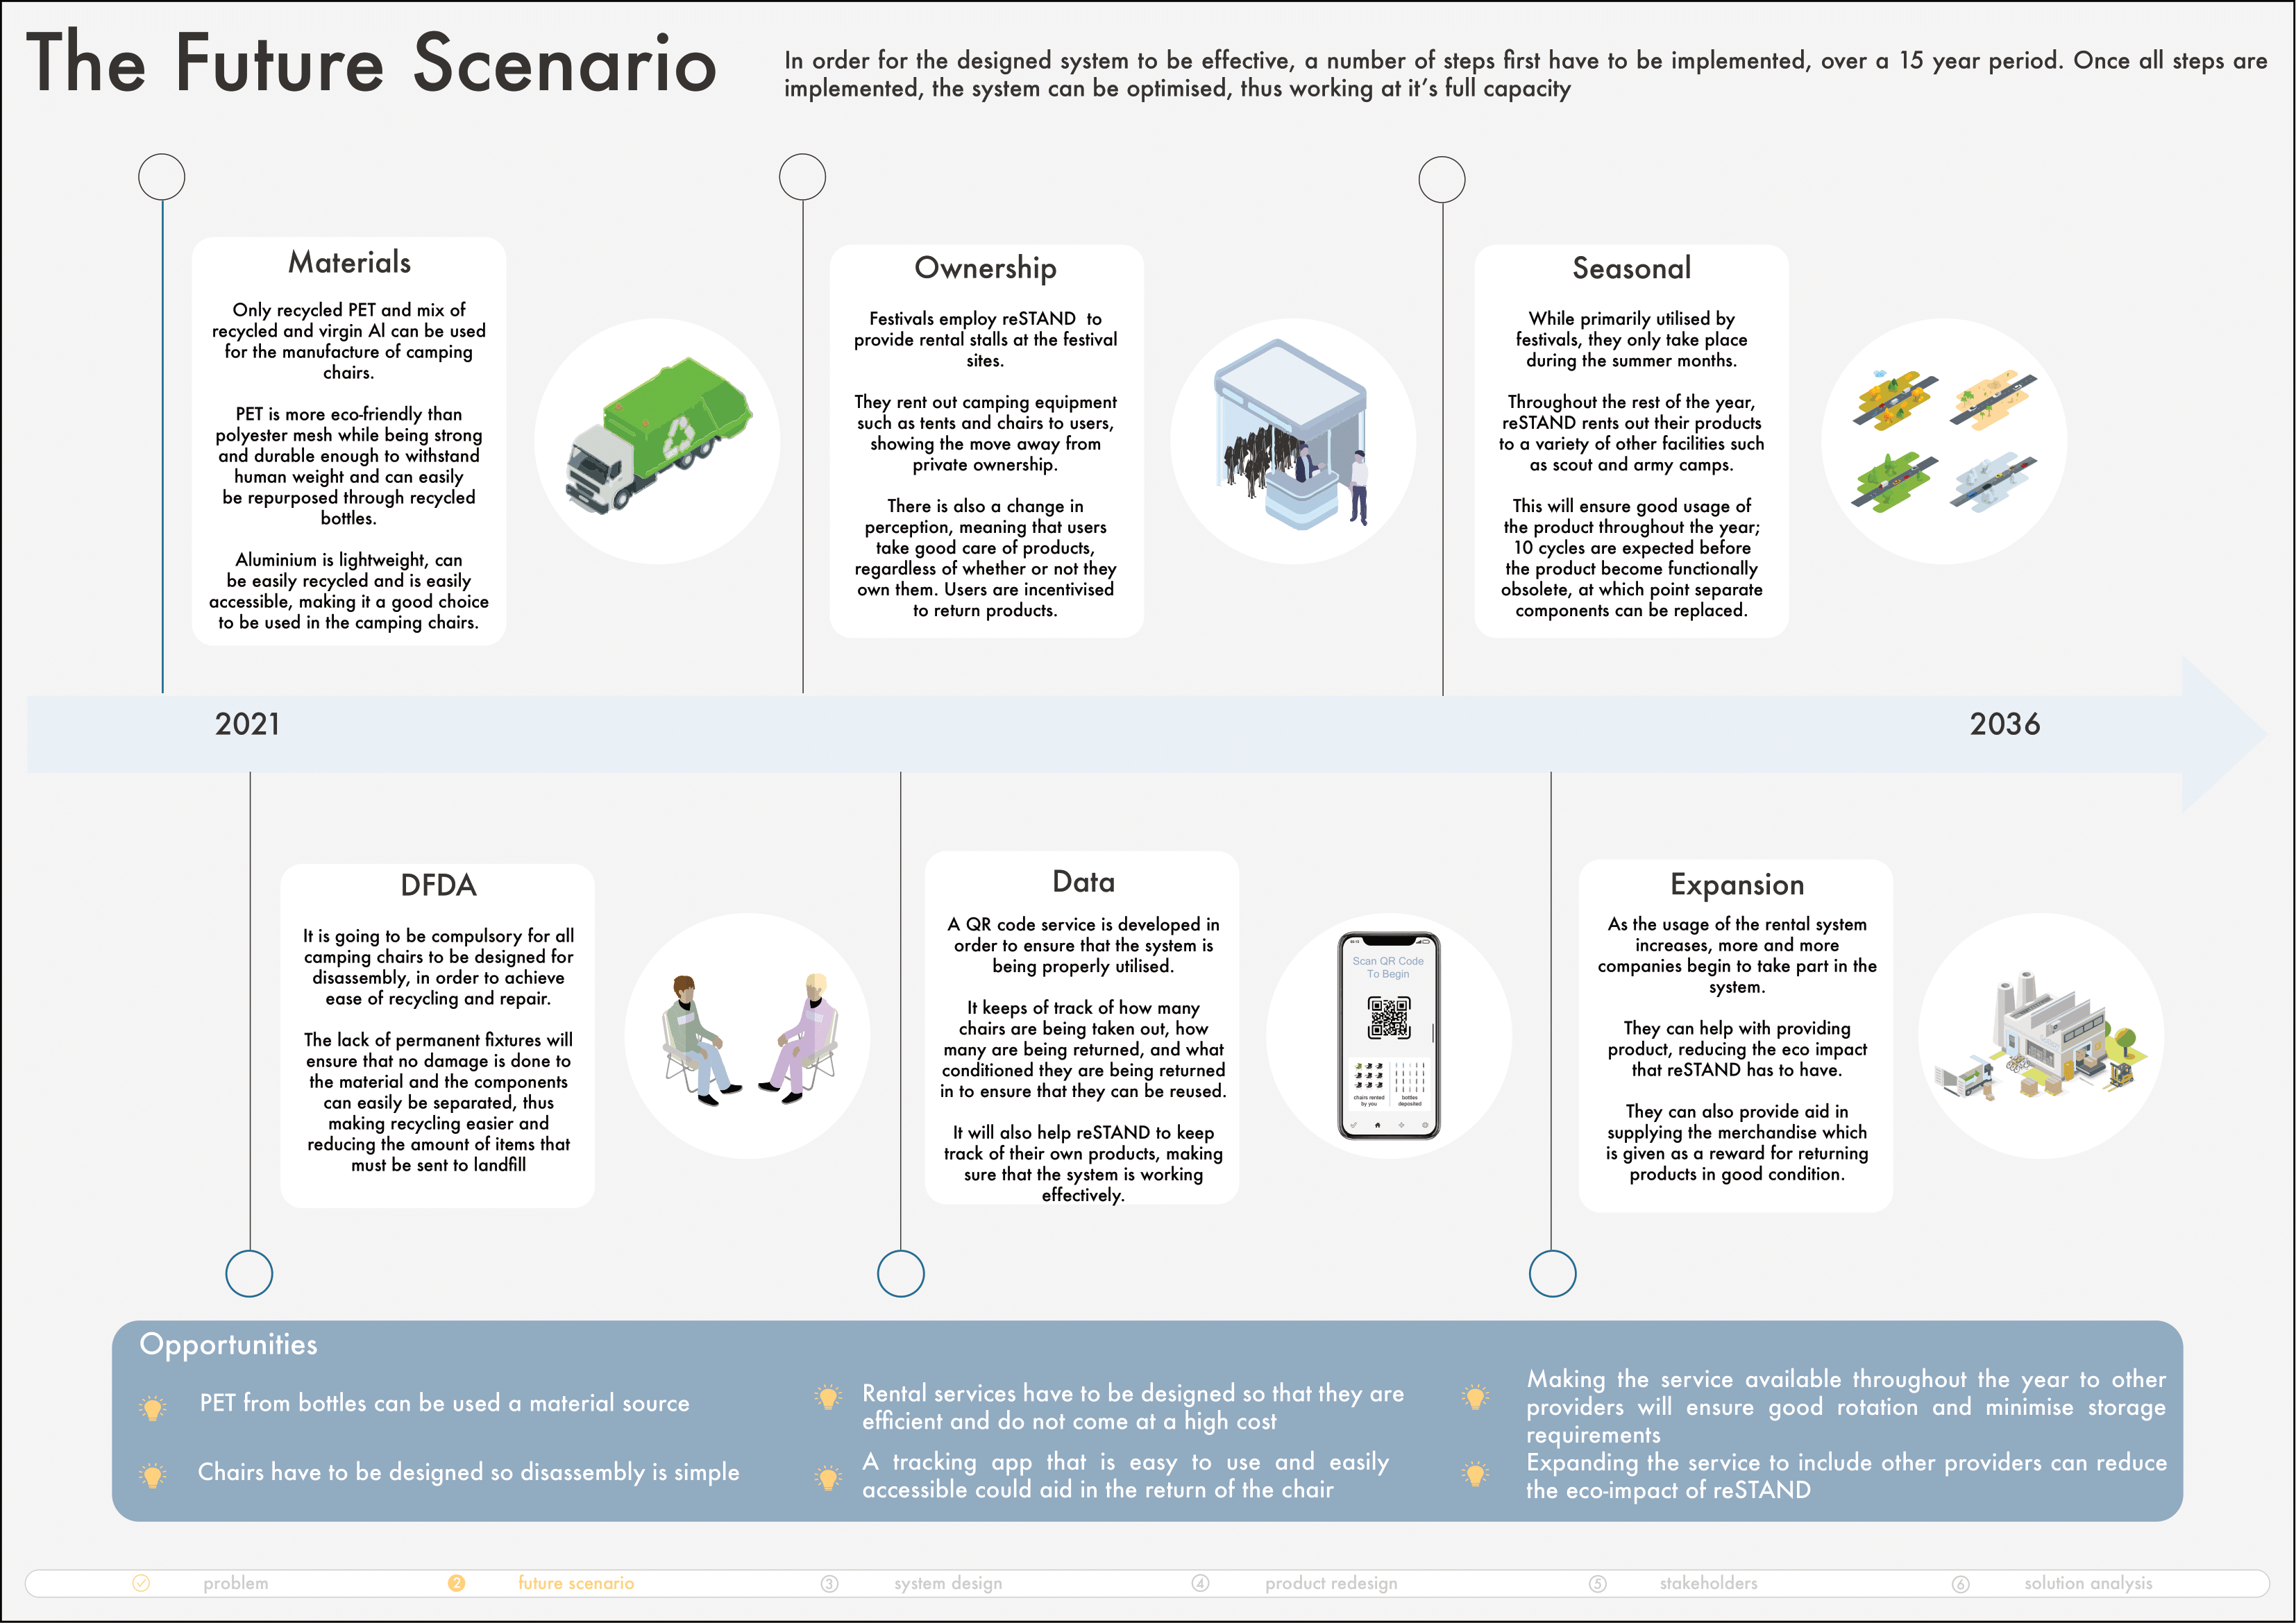 The Future Scenario
In order for the designed system to be effective, a number of steps first have to be implemented, over a 15 year period. Once all steps are
implemented, the system can be optimised, thus working at it's full capacity
Materials
Only recycled PET and mix of
recycled and virgin Al can be used
for the manufacture of camping
chairs.
PET is more eco-friendly than
polyester mesh while being strong
and durable enough to withstand
human weight and can easily
be repurposed through recycled
bottles.
Aluminium is lightweight, can
be easily recycled and is easily
accessible, making it a good choice
to be used in the camping chairs.
Ownership
Festivals employ reSTAND to
provide rental stalls at the festival
sites.
They rent out camping equipment
such as tents and chairs to users,
showing the move away from
private ownership.
There is also a change in
perception, meaning that users
take good care of products,
regardless of whether or not they
own them. Users are incentivised
to return products.
Seasonal
While primarily utilised by
festivals, they only take place
during the summer months.
Throughout the rest of the year,
reSTAND rents out their products
to a variety of other facilities such
as scout and army camps.
This will ensure good usage of
the product throughout the year;
10 cycles are expected before
the product become functionally
obsolete, at which point separate
components can be replaced.
2021
2036
DFDA
It is going to be compulsory for all
camping chairs to be designed for
disassembly, in order to achieve
ease of recycling and repair.
The lack of permanent fixtures will
ensure that no damage is done to
the material and the components
can easily be separated, thus
making recycling easier and
reducing the amount of items that
must be sent to landfill
Data
A QR code service is developed in
order to ensure that the system is
being properly utilised.
It keeps of track of how many
chairs are being taken out, how
many are being returned, and what
conditioned they are being returned
in to ensure that they can be reused.
It will also help reSTAND to keep
track of their own products, making
sure that the system is working
effectively.
Scan QR Code
To Begin
chairs rented
by you
bottles
deposited
Expansion
As the usage of the rental system
increases, more and more
companies begin to take part in the
system.
They can help with providing
product, reducing the eco impact
that reSTAND has to have.
They can also provide aid in
supplying the merchandise which
is given as a reward for returning
products in good condition.
Opportunities
PET from bottles can be used a material source
Chairs have to be designed so disassembly is simple
Rental services have to be designed so that they are
efficient and do not come at a high cost
A tracking app that is easy to use and easily
accessible could aid in the return of the chair
Making the service available throughout the year to other
providers will ensure good rotation and minimise storage
requirements
Expanding the service to include other providers can reduce
the eco-impact of reSTAND
problem
2 future scenario
3 system design
4 product redesign
5 stakeholders
6 solution analysis